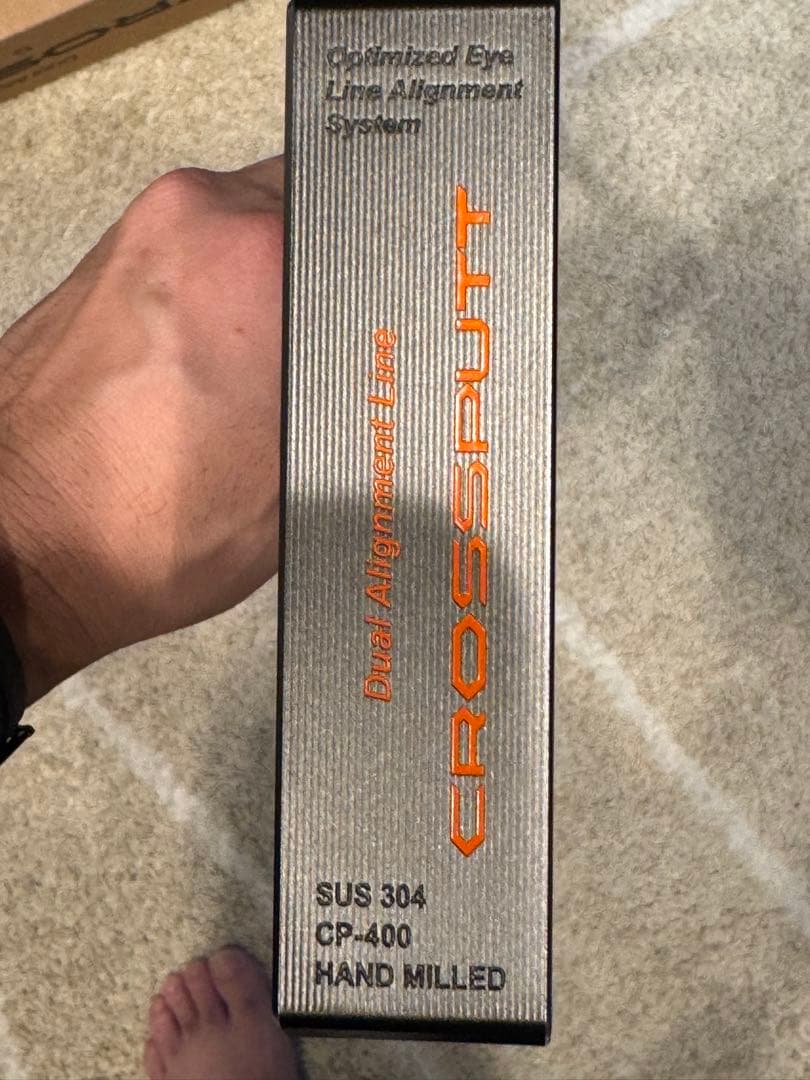 Optimized Eye
Line Alignment
System
Dual Alignment Line
CROSSPUTT
SUS 304
CP-400
HAND MILLED